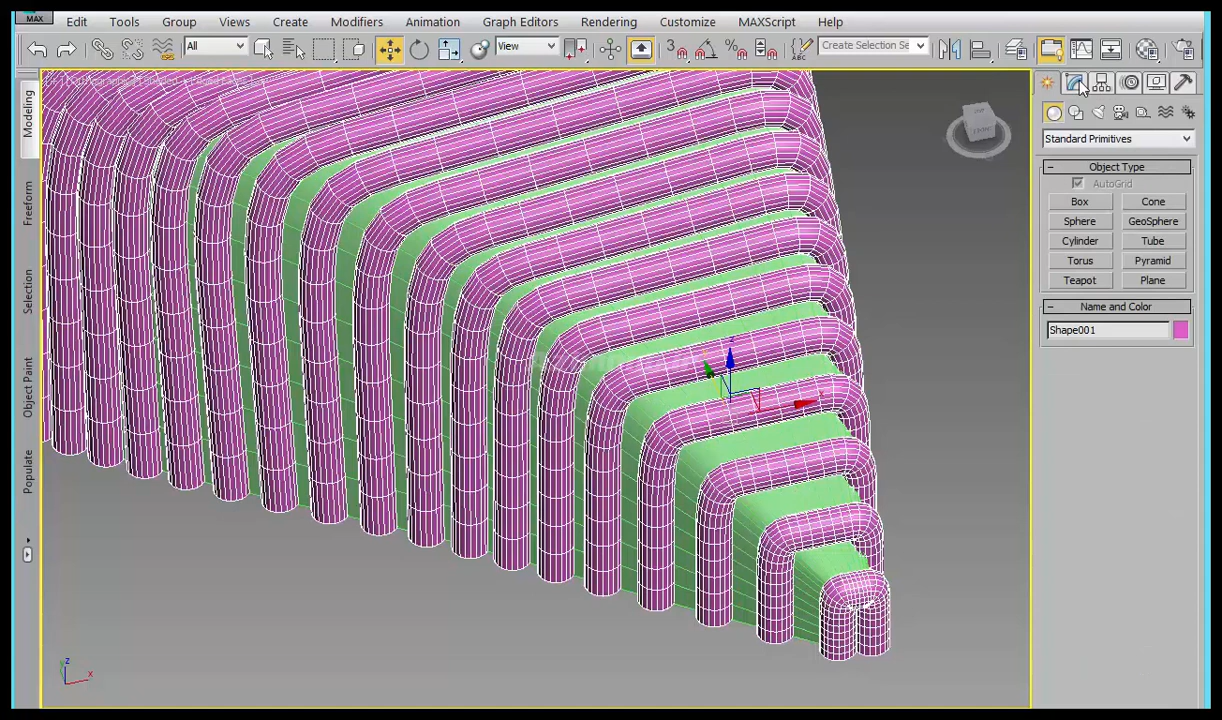 MAX
Edit Tools Group Views Create Modifiers Animation Graph Editors Rendering Customize MAXScript Help
All View 3 ABC Create Selection Se
Modeling
Freeform
Selection
Object Paint
Populate
Standard Primitives
Object Type
AutoGrid
Box Cone
Sphere GeoSphere
Cylinder Tube
Torus Pyramid
Teapot Plane
Name and Color
Shape001
z
x
z
x